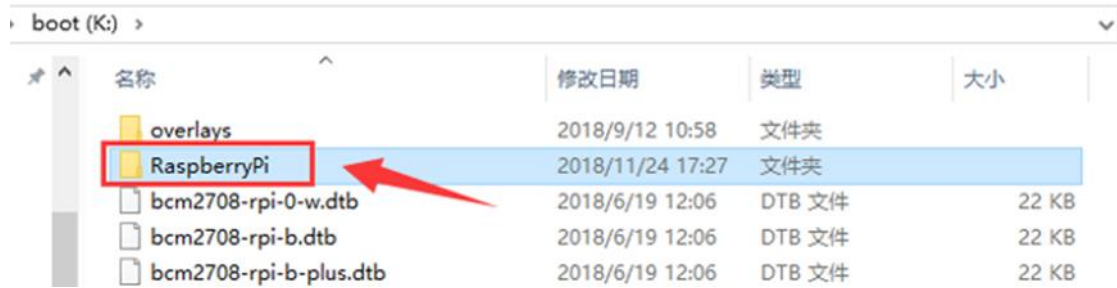 › boot (K:) ›
名称 修改日期 类型 大小
overlays 2018/9/12 10:58 文件夹
RaspberryPi 2018/11/24 17:27 文件夹
bcm2708-rpi-0-w.dtb 2018/6/19 12:06 DTB 文件 22 KB
bcm2708-rpi-b.dtb 2018/6/19 12:06 DTB 文件 22 KB
bcm2708-rpi-b-plus.dtb 2018/6/19 12:06 DTB 文件 22 KB